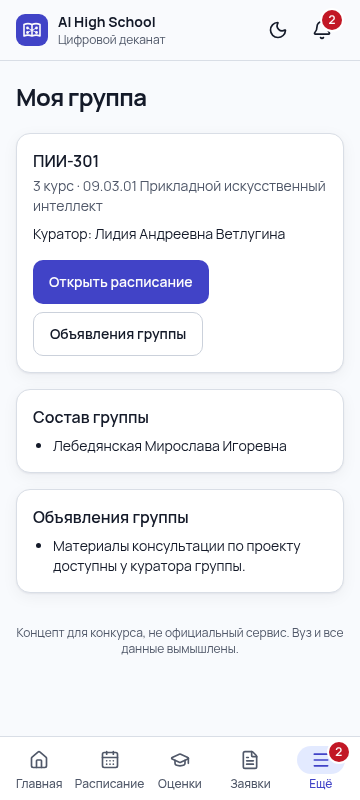 AI High School
Цифровой деканат
2
Моя группа
ПИИ-301
3 курс · 09.03.01 Прикладной искусственный
интеллект
Куратор: Лидия Андреевна Ветлугина
Открыть расписание
Объявления группы
Состав группы
• Лебедянская Мирослава Игоревна
Объявления группы
• Материалы консультации по проекту
доступны у куратора группы.
Концепт для конкурса, не официальный сервис. Вуз и все
данные вымышлены.
2
Главная Расписание Оценки Заявки Ещё